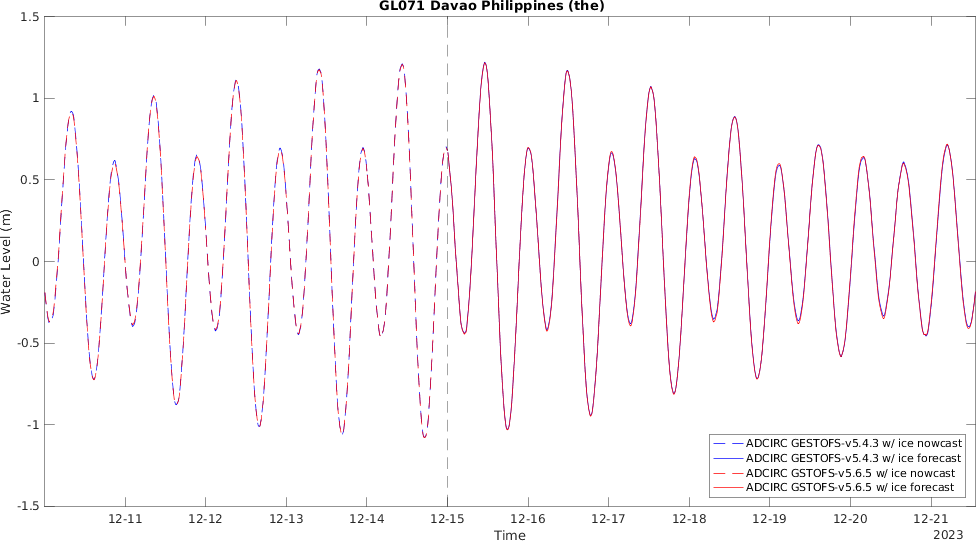 GL071 Davao Philippines (the)
Water Level (m)
1.5
1
0.5
0
-0.5
-1
-1.5
ADCIRC GESTOFS-v5.4.3 w/ ice nowcast
ADCIRC GESTOFS-v5.4.3 w/ ice forecast
ADCIRC GSTOFS-v5.6.5 w/ ice nowcast
ADCIRC GSTOFS-v5.6.5 w/ ice forecast
12-11 12-12 12-13 12-14 12-15 12-16 12-17 12-18 12-19 12-20 12-21
Time 2023